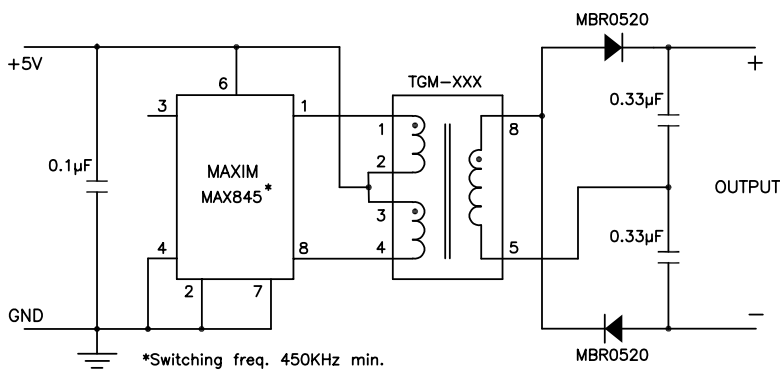 MBR0520
+5V
6
TGM-XXX
+
3
1
1
8
0.33µF
0.1µF
MAXIM
MAX845*
2
OUTPUT
3
4
8
4
5
0.33µF
2
7
GND
–
*Switching freq. 450KHz min.
MBR0520